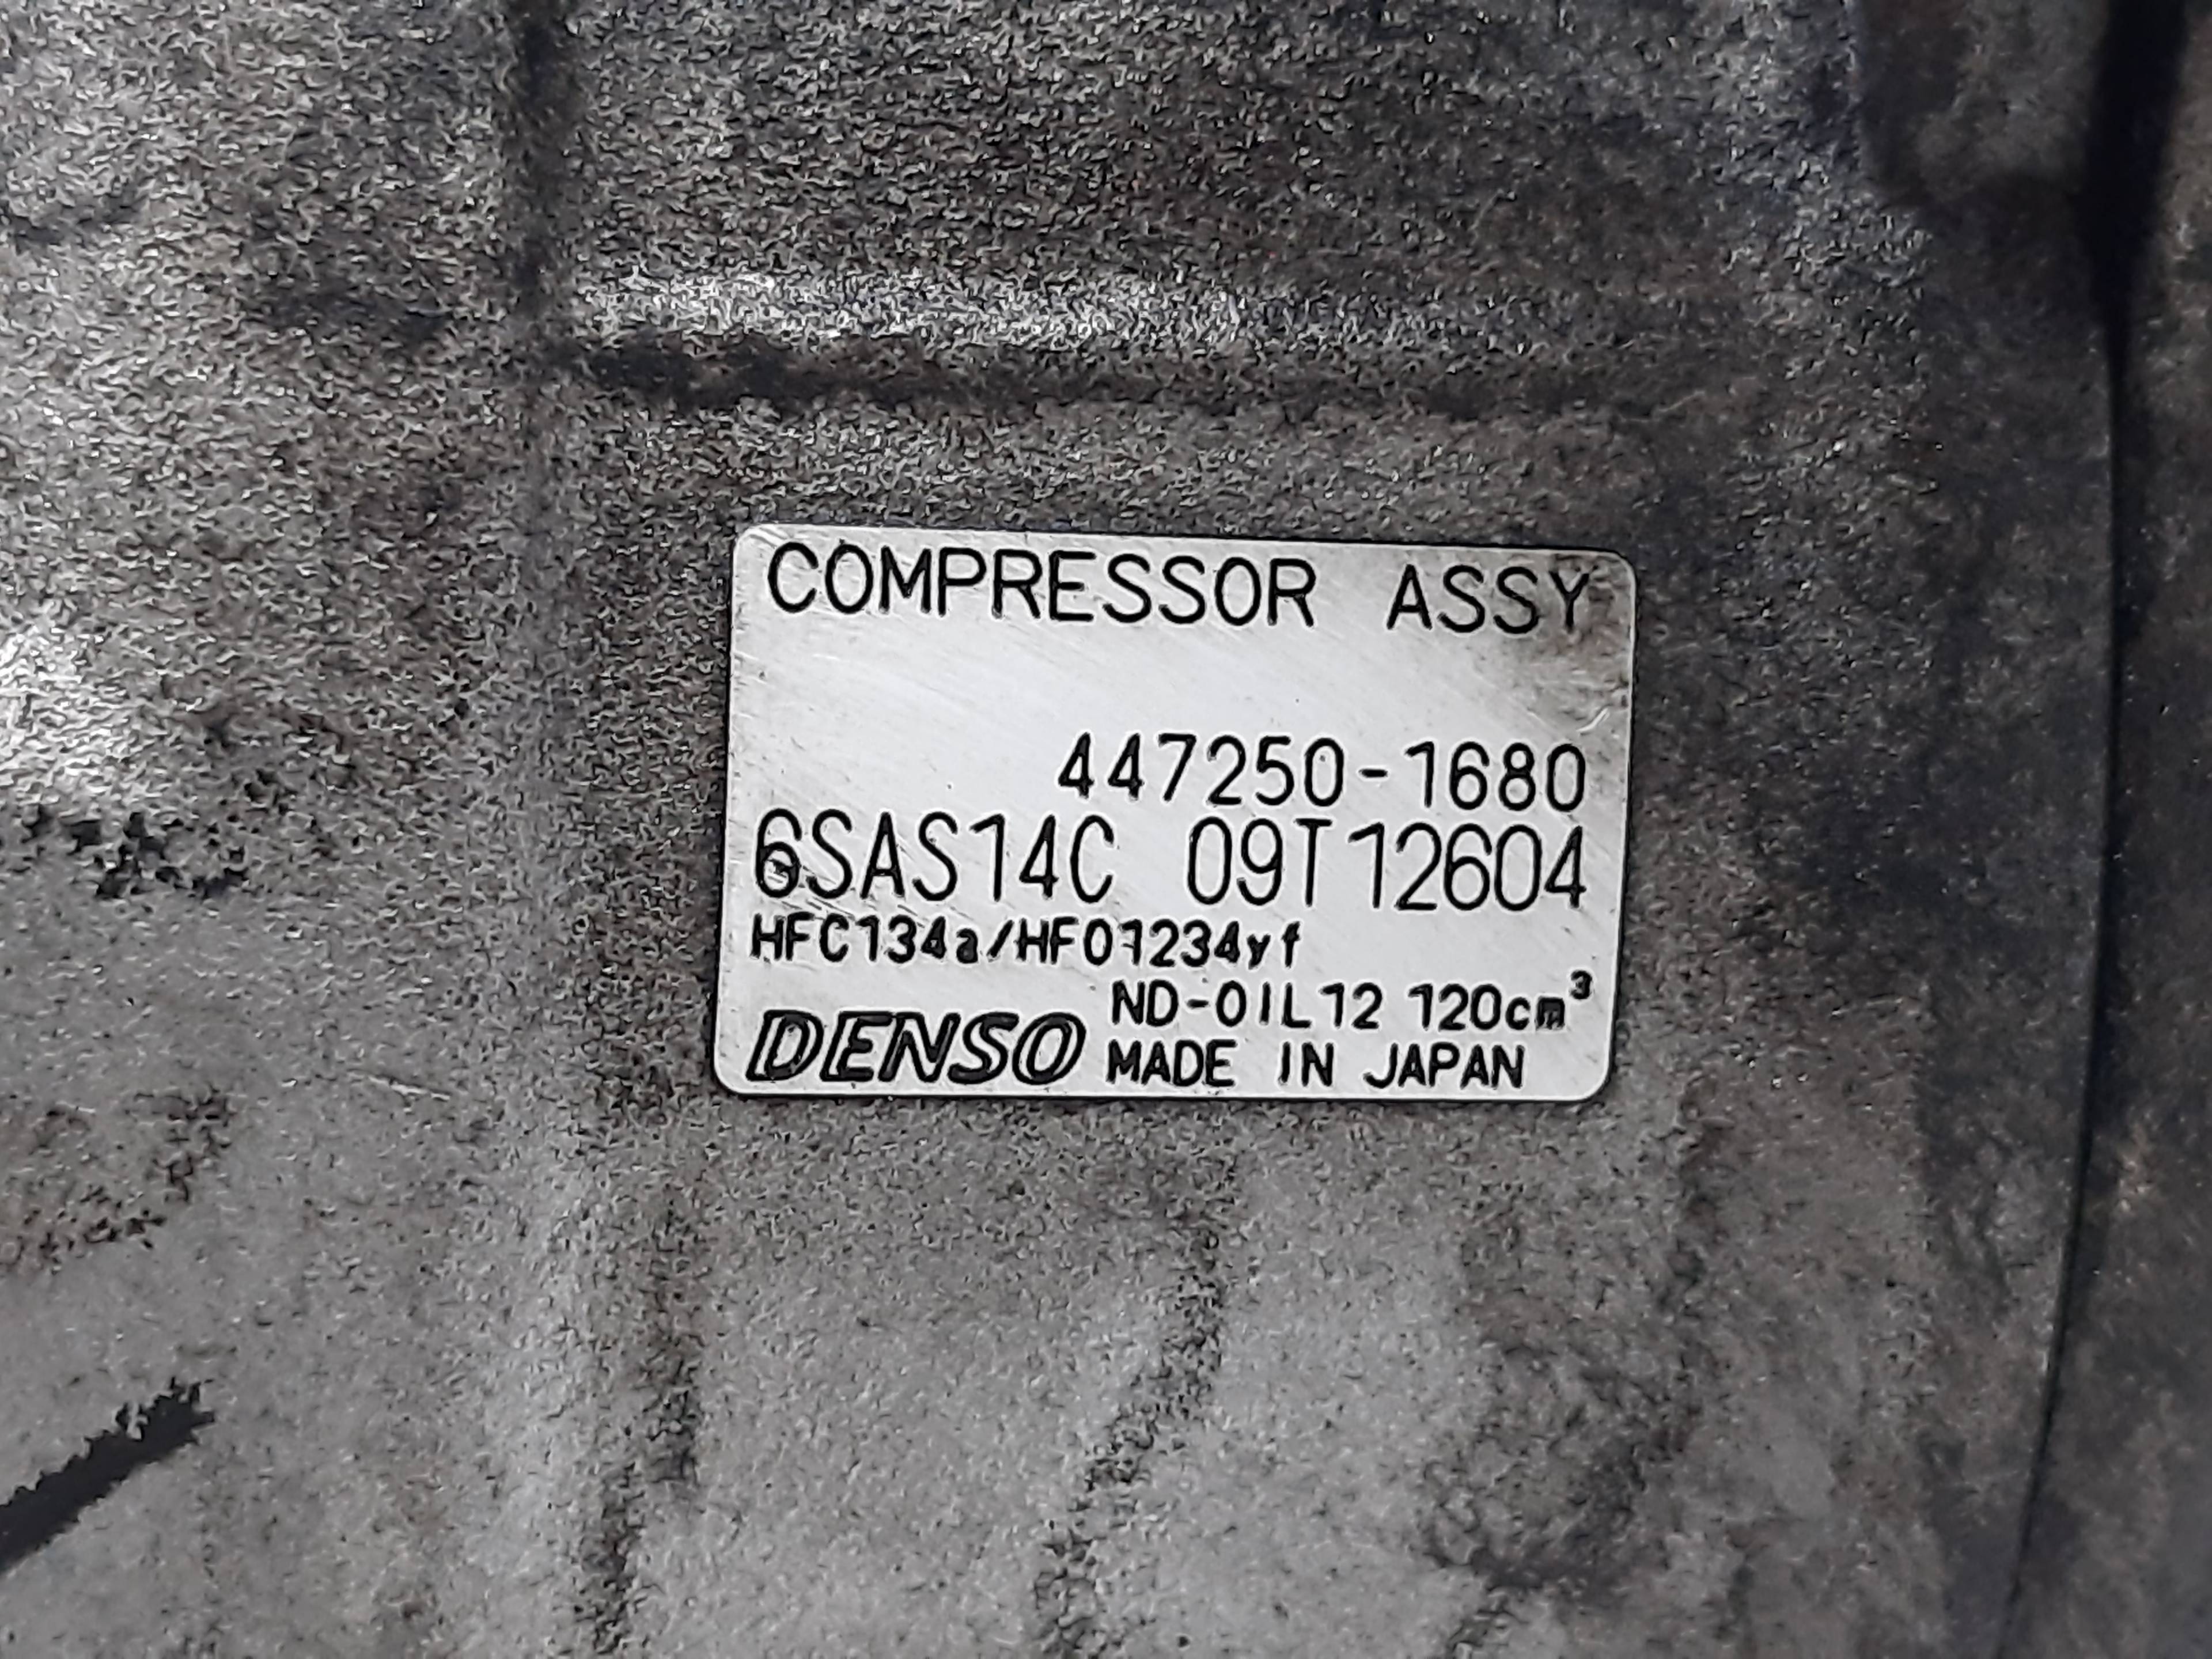 COMPRESSOR ASSY
447250-1680
6SAS14C 09T12604
HFC134a/HFO1234yf
ND-OIL12 120cm³
DENSO MADE IN JAPAN